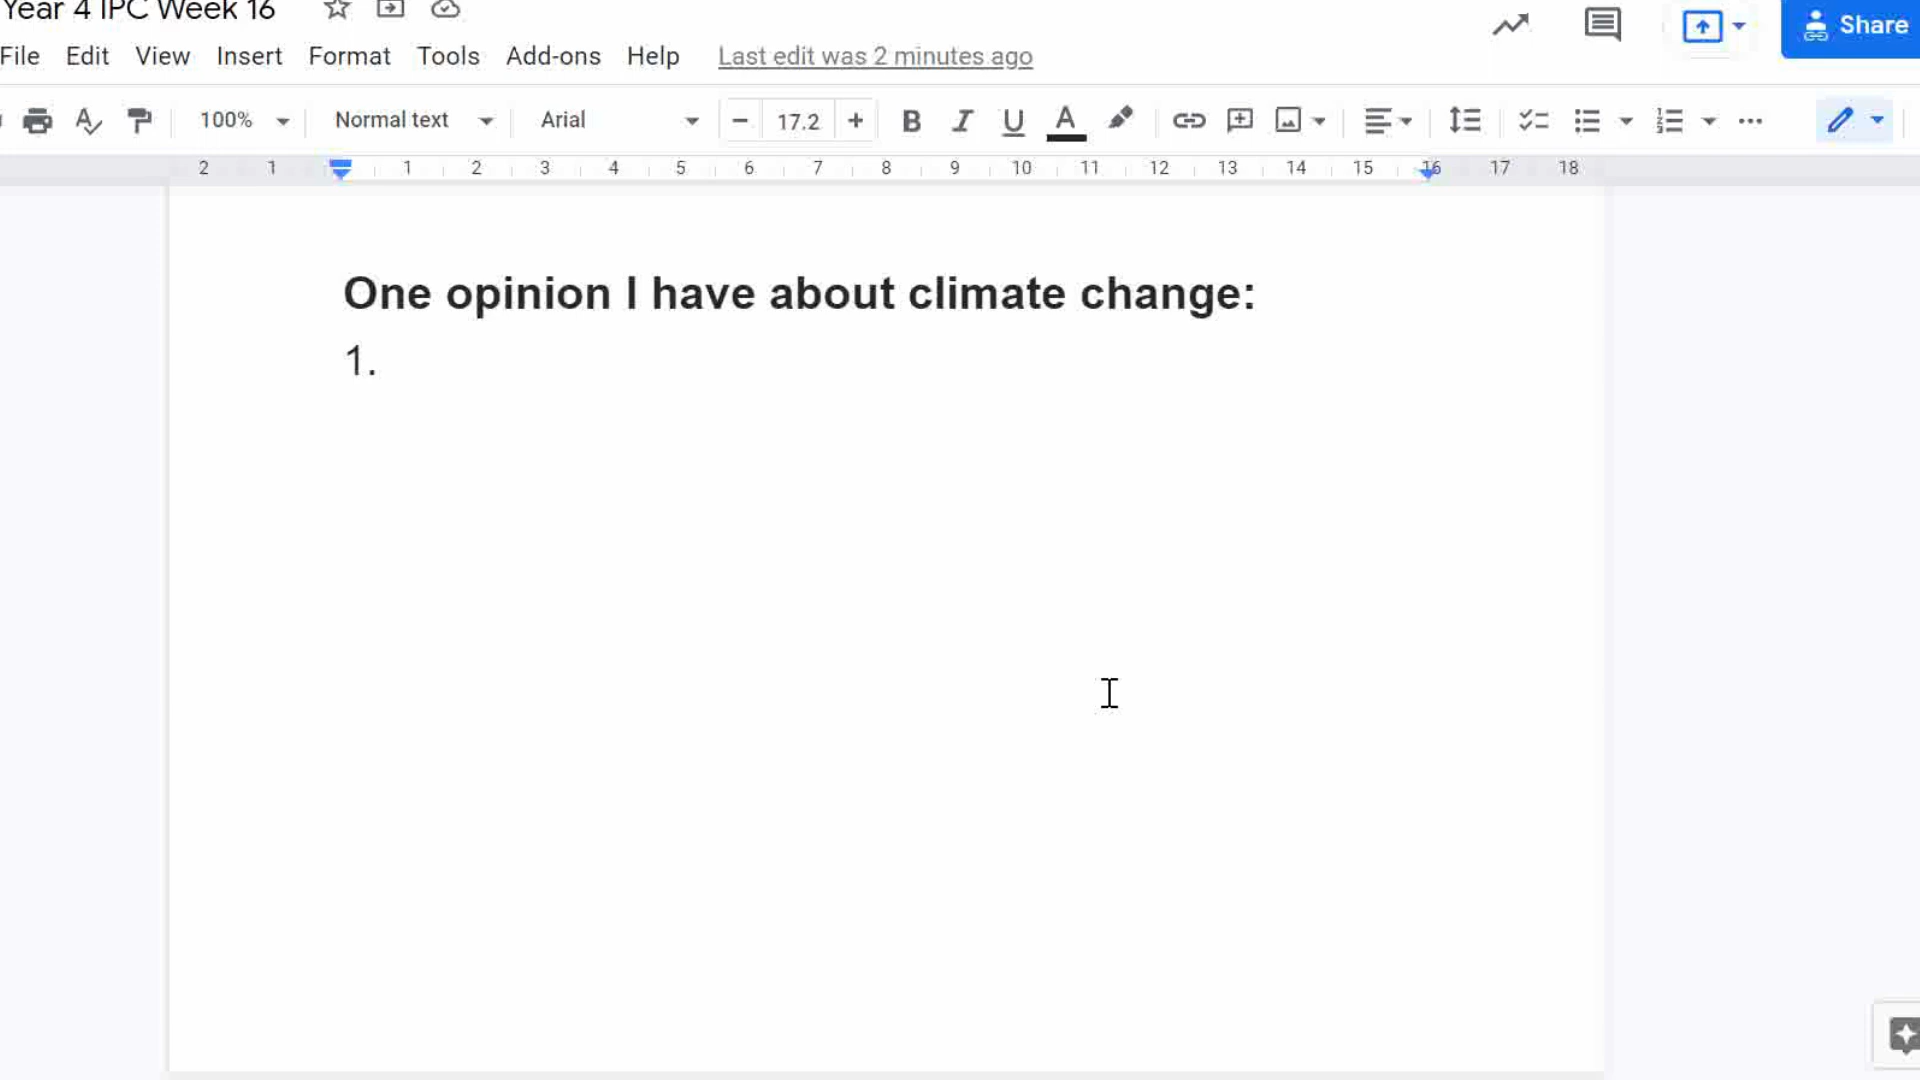 Year 4 IPC Week 16
File Edit View Insert Format Tools Add-ons Help Last edit was 2 minutes ago
Share
100% Normal text Arial 17.2
2 1 1 2 3 4 5 6 7 8 9 10 11 12 13 14 15 16 17 18
One opinion I have about climate change:
1.